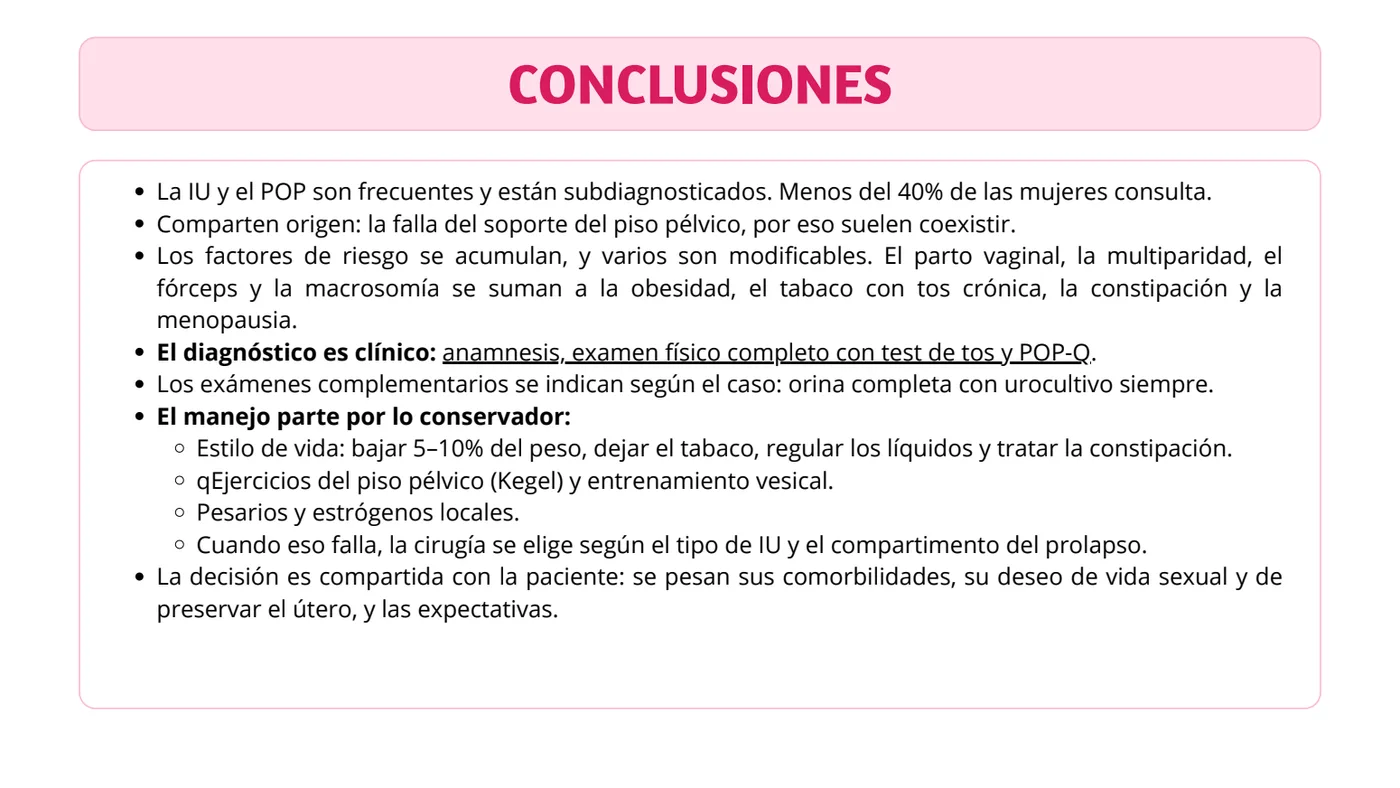 CONCLUSIONES
• La IU y el POP son frecuentes y están subdiagnosticados. Menos del 40% de las mujeres consulta.
• Comparten origen: la falla del soporte del piso pélvico, por eso suelen coexistir.
• Los factores de riesgo se acumulan, y varios son modificables. El parto vaginal, la multiparidad, el
fórceps y la macrosomía se suman a la obesidad, el tabaco con tos crónica, la constipación y la
menopausia.
• El diagnóstico es clínico: anamnesis, examen físico completo con test de tos y POP-Q.
• Los exámenes complementarios se indican según el caso: orina completa con urocultivo siempre.
• El manejo parte por lo conservador:
◦ Estilo de vida: bajar 5–10% del peso, dejar el tabaco, regular los líquidos y tratar la constipación.
◦ qEjercicios del piso pélvico (Kegel) y entrenamiento vesical.
◦ Pesarios y estrógenos locales.
◦ Cuando eso falla, la cirugía se elige según el tipo de IU y el compartimento del prolapso.
• La decisión es compartida con la paciente: se pesan sus comorbilidades, su deseo de vida sexual y de
preservar el útero, y las expectativas.